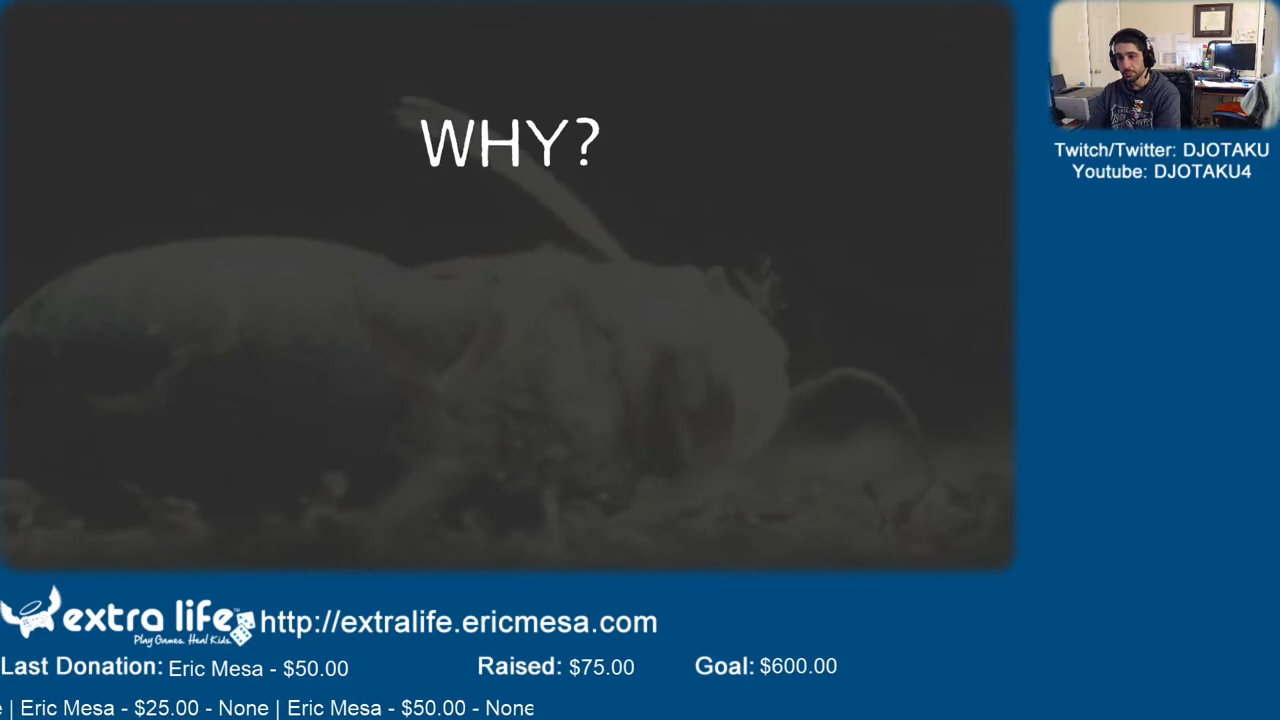 WHY?
Twitch/Twitter: DJOTAKU
Youtube: DJOTAKU4
extra life
Play Games. Heal Kids.
http://extralife.ericmesa.com
Last Donation: Eric Mesa - $50.00
Raised: $75.00
Goal: $600.00
| Eric Mesa - $25.00 - None | Eric Mesa - $50.00 - None